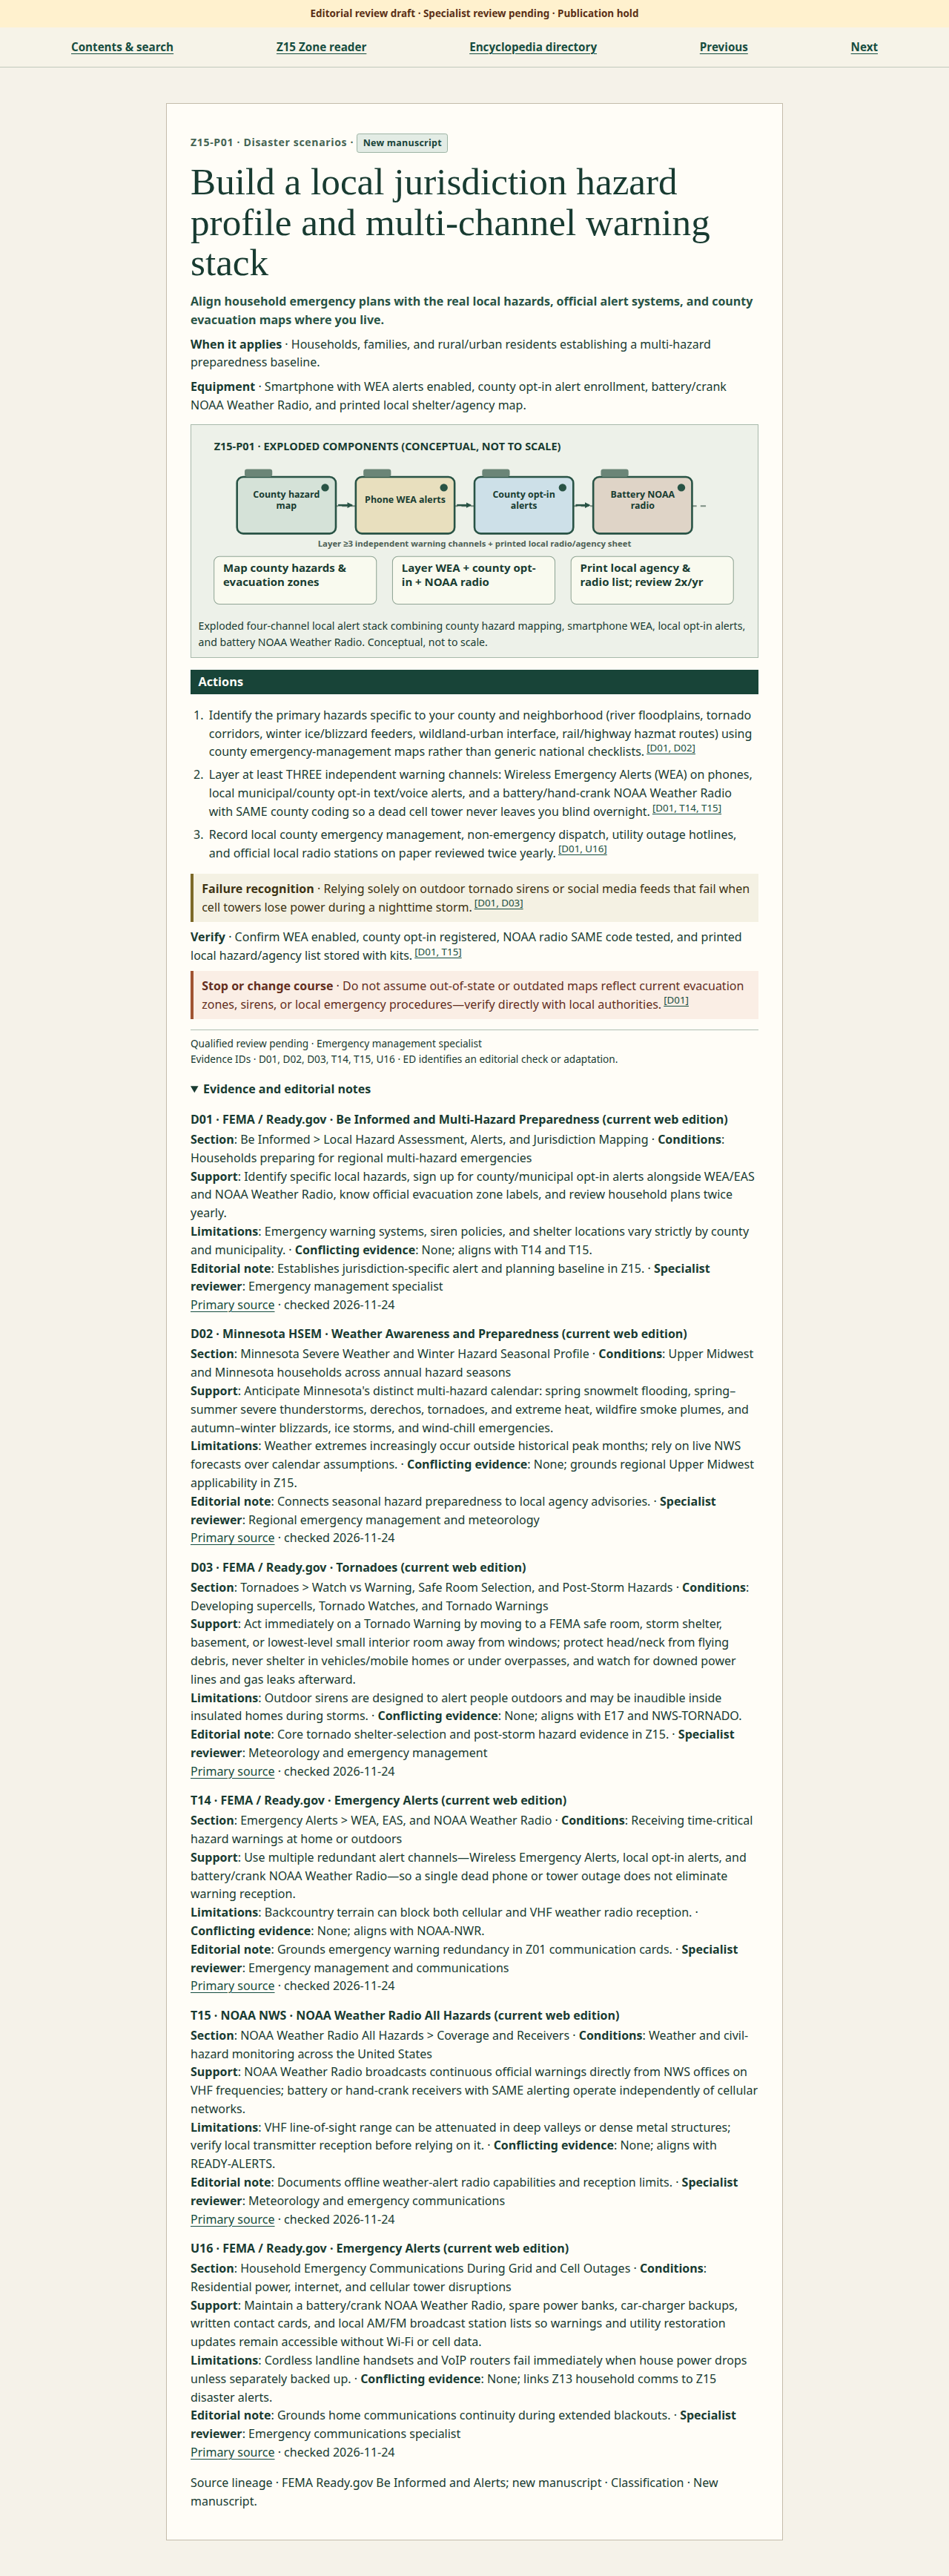 Editorial review draft · Specialist review pending · Publication hold
Contents & search
Z15 Zone reader
Encyclopedia directory
Previous
Next
Z15-P01 · Disaster scenarios · New manuscript
Build a local jurisdiction hazard
profile and multi-channel warning
stack
Align household emergency plans with the real local hazards, official alert systems, and county
evacuation maps where you live.
When it applies · Households, families, and rural/urban residents establishing a multi-hazard
preparedness baseline.
Equipment · Smartphone with WEA alerts enabled, county opt-in alert enrollment, battery/crank
NOAA Weather Radio, and printed local shelter/agency map.
Z15-P01 · EXPLODED COMPONENTS (CONCEPTUAL, NOT TO SCALE)
County hazard
map
Phone WEA alerts
County opt-in
alerts
Battery NOAA
radio
Layer ≥3 independent warning channels + printed local radio/agency sheet
Map county hazards &
evacuation zones
Layer WEA + county opt-
in + NOAA radio
Print local agency &
radio list; review 2x/yr
Exploded four-channel local alert stack combining county hazard mapping, smartphone WEA, local opt-in alerts,
and battery NOAA Weather Radio. Conceptual, not to scale.
Actions
1. Identify the primary hazards specific to your county and neighborhood (river floodplains, tornado
corridors, winter ice/blizzard feeders, wildland-urban interface, rail/highway hazmat routes) using
county emergency-management maps rather than generic national checklists. [D01, D02]
2. Layer at least THREE independent warning channels: Wireless Emergency Alerts (WEA) on phones,
local municipal/county opt-in text/voice alerts, and a battery/hand-crank NOAA Weather Radio
with SAME county coding so a dead cell tower never leaves you blind overnight. [D01, T14, T15]
3. Record local county emergency management, non-emergency dispatch, utility outage hotlines,
and official local radio stations on paper reviewed twice yearly. [D01, U16]
Failure recognition · Relying solely on outdoor tornado sirens or social media feeds that fail when
cell towers lose power during a nighttime storm. [D01, D03]
Verify · Confirm WEA enabled, county opt-in registered, NOAA radio SAME code tested, and printed
local hazard/agency list stored with kits. [D01, T15]
Stop or change course · Do not assume out-of-state or outdated maps reflect current evacuation
zones, sirens, or local emergency procedures—verify directly with local authorities. [D01]
Qualified review pending · Emergency management specialist
Evidence IDs · D01, D02, D03, T14, T15, U16 · ED identifies an editorial check or adaptation.
▼ Evidence and editorial notes
D01 · FEMA / Ready.gov · Be Informed and Multi-Hazard Preparedness (current web edition)
Section: Be Informed > Local Hazard Assessment, Alerts, and Jurisdiction Mapping · Conditions:
Households preparing for regional multi-hazard emergencies
Support: Identify specific local hazards, sign up for county/municipal opt-in alerts alongside WEA/EAS
and NOAA Weather Radio, know official evacuation zone labels, and review household plans twice
yearly.
Limitations: Emergency warning systems, siren policies, and shelter locations vary strictly by county
and municipality. · Conflicting evidence: None; aligns with T14 and T15.
Editorial note: Establishes jurisdiction-specific alert and planning baseline in Z15. · Specialist
reviewer: Emergency management specialist
Primary source · checked 2026-11-24
D02 · Minnesota HSEM · Weather Awareness and Preparedness (current web edition)
Section: Minnesota Severe Weather and Winter Hazard Seasonal Profile · Conditions: Upper Midwest
and Minnesota households across annual hazard seasons
Support: Anticipate Minnesota's distinct multi-hazard calendar: spring snowmelt flooding, spring–
summer severe thunderstorms, derechos, tornadoes, and extreme heat, wildfire smoke plumes, and
autumn–winter blizzards, ice storms, and wind-chill emergencies.
Limitations: Weather extremes increasingly occur outside historical peak months; rely on live NWS
forecasts over calendar assumptions. · Conflicting evidence: None; grounds regional Upper Midwest
applicability in Z15.
Editorial note: Connects seasonal hazard preparedness to local agency advisories. · Specialist
reviewer: Regional emergency management and meteorology
Primary source · checked 2026-11-24
D03 · FEMA / Ready.gov · Tornadoes (current web edition)
Section: Tornadoes > Watch vs Warning, Safe Room Selection, and Post-Storm Hazards · Conditions:
Developing supercells, Tornado Watches, and Tornado Warnings
Support: Act immediately on a Tornado Warning by moving to a FEMA safe room, storm shelter,
basement, or lowest-level small interior room away from windows; protect head/neck from flying
debris, never shelter in vehicles/mobile homes or under overpasses, and watch for downed power
lines and gas leaks afterward.
Limitations: Outdoor sirens are designed to alert people outdoors and may be inaudible inside
insulated homes during storms. · Conflicting evidence: None; aligns with E17 and NWS-TORNADO.
Editorial note: Core tornado shelter-selection and post-storm hazard evidence in Z15. · Specialist
reviewer: Meteorology and emergency management
Primary source · checked 2026-11-24
T14 · FEMA / Ready.gov · Emergency Alerts (current web edition)
Section: Emergency Alerts > WEA, EAS, and NOAA Weather Radio · Conditions: Receiving time-critical
hazard warnings at home or outdoors
Support: Use multiple redundant alert channels—Wireless Emergency Alerts, local opt-in alerts, and
battery/crank NOAA Weather Radio—so a single dead phone or tower outage does not eliminate
warning reception.
Limitations: Backcountry terrain can block both cellular and VHF weather radio reception. ·
Conflicting evidence: None; aligns with NOAA-NWR.
Editorial note: Grounds emergency warning redundancy in Z01 communication cards. · Specialist
reviewer: Emergency management and communications
Primary source · checked 2026-11-24
T15 · NOAA NWS · NOAA Weather Radio All Hazards (current web edition)
Section: NOAA Weather Radio All Hazards > Coverage and Receivers · Conditions: Weather and civil-
hazard monitoring across the United States
Support: NOAA Weather Radio broadcasts continuous official warnings directly from NWS offices on
VHF frequencies; battery or hand-crank receivers with SAME alerting operate independently of cellular
networks.
Limitations: VHF line-of-sight range can be attenuated in deep valleys or dense metal structures;
verify local transmitter reception before relying on it. · Conflicting evidence: None; aligns with
READY-ALERTS.
Editorial note: Documents offline weather-alert radio capabilities and reception limits. · Specialist
reviewer: Meteorology and emergency communications
Primary source · checked 2026-11-24
U16 · FEMA / Ready.gov · Emergency Alerts (current web edition)
Section: Household Emergency Communications During Grid and Cell Outages · Conditions:
Residential power, internet, and cellular tower disruptions
Support: Maintain a battery/crank NOAA Weather Radio, spare power banks, car-charger backups,
written contact cards, and local AM/FM broadcast station lists so warnings and utility restoration
updates remain accessible without Wi-Fi or cell data.
Limitations: Cordless landline handsets and VoIP routers fail immediately when house power drops
unless separately backed up. · Conflicting evidence: None; links Z13 household comms to Z15
disaster alerts.
Editorial note: Grounds home communications continuity during extended blackouts. · Specialist
reviewer: Emergency communications specialist
Primary source · checked 2026-11-24
Source lineage · FEMA Ready.gov Be Informed and Alerts; new manuscript · Classification · New
manuscript.